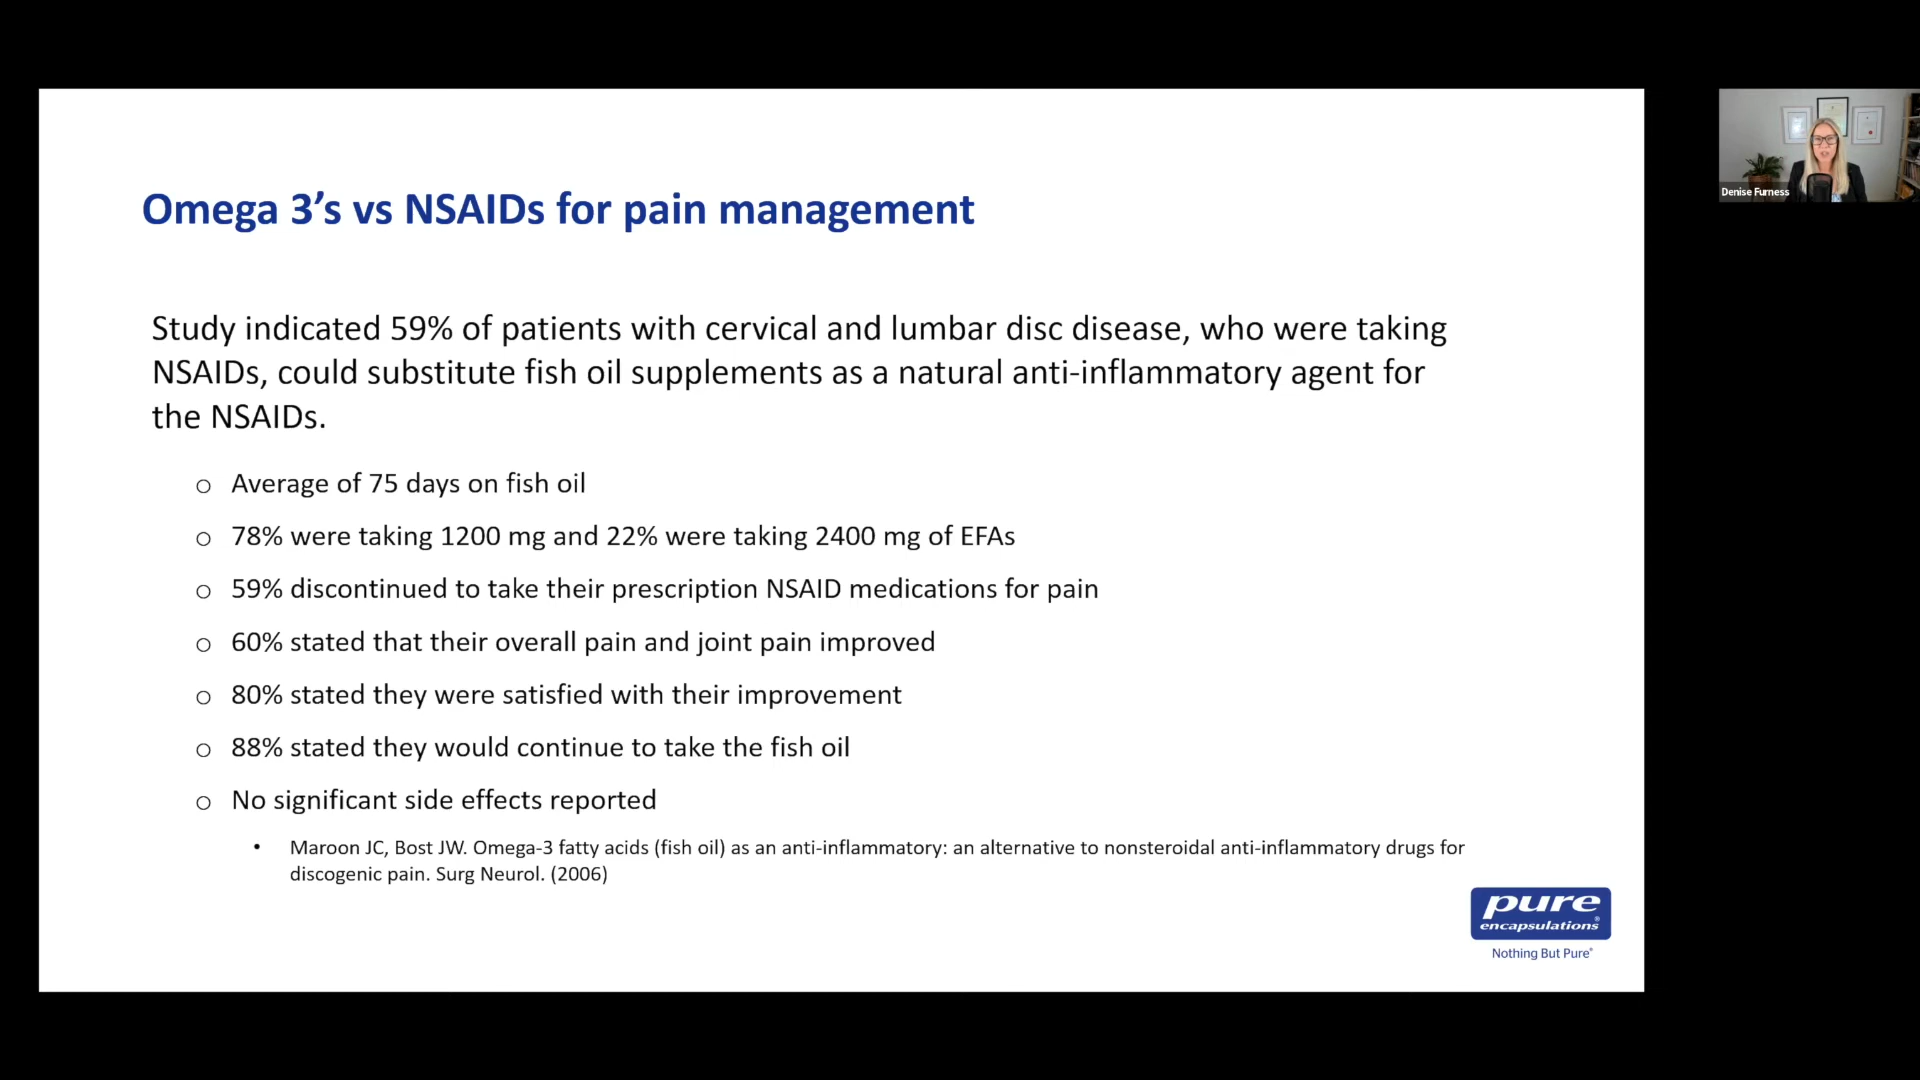 Omega 3’s vs NSAIDs for pain management
Study indicated 59% of patients with cervical and lumbar disc disease, who were taking
NSAIDs, could substitute fish oil supplements as a natural anti-inflammatory agent for
the NSAIDs.
o Average of 75 days on fish oil
o 78% were taking 1200 mg and 22% were taking 2400 mg of EFAs
o 59% discontinued to take their prescription NSAID medications for pain
o 60% stated that their overall pain and joint pain improved
o 80% stated they were satisfied with their improvement
o 88% stated they would continue to take the fish oil
o No significant side effects reported
• Maroon JC, Bost JW. Omega-3 fatty acids (fish oil) as an anti-inflammatory: an alternative to nonsteroidal anti-inflammatory drugs for
discogenic pain. Surg Neurol. (2006)
pure
encapsulations®
Nothing But Pure®
Denise Furness